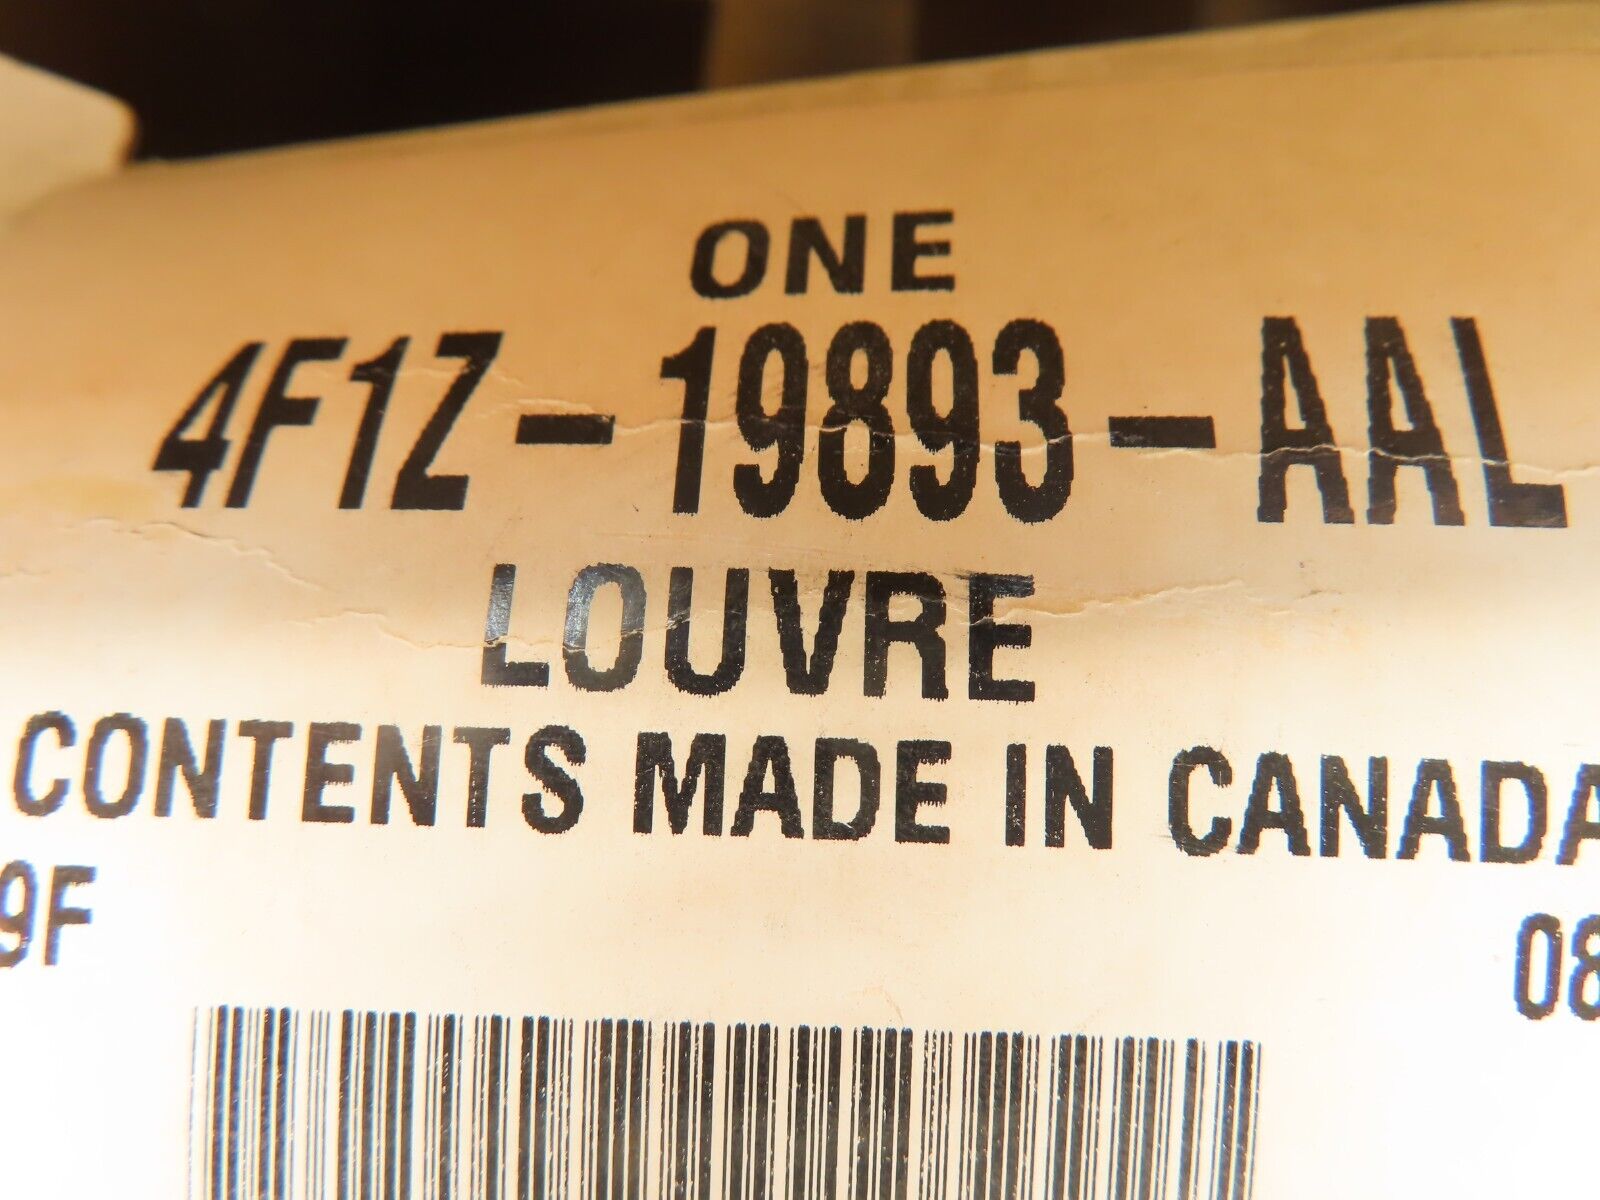 ONE
4F1Z-19893-AAL
LOUVRE
CONTENTS MADE IN CANADA
9F
08